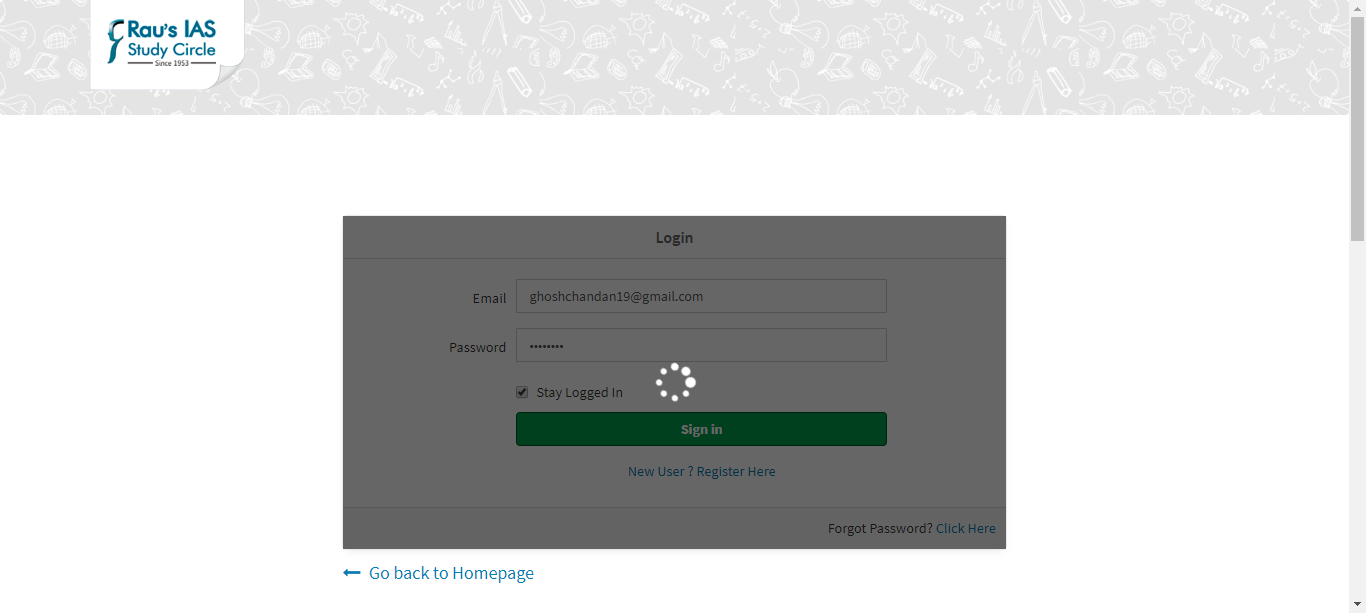 Rau's IAS
Study Circle
Since 1953
Login
Email
ghoshchandan19@gmail.com
Password
••••••••
Stay Logged In
Sign in
New User ? Register Here
Forgot Password? Click Here
Go back to Homepage